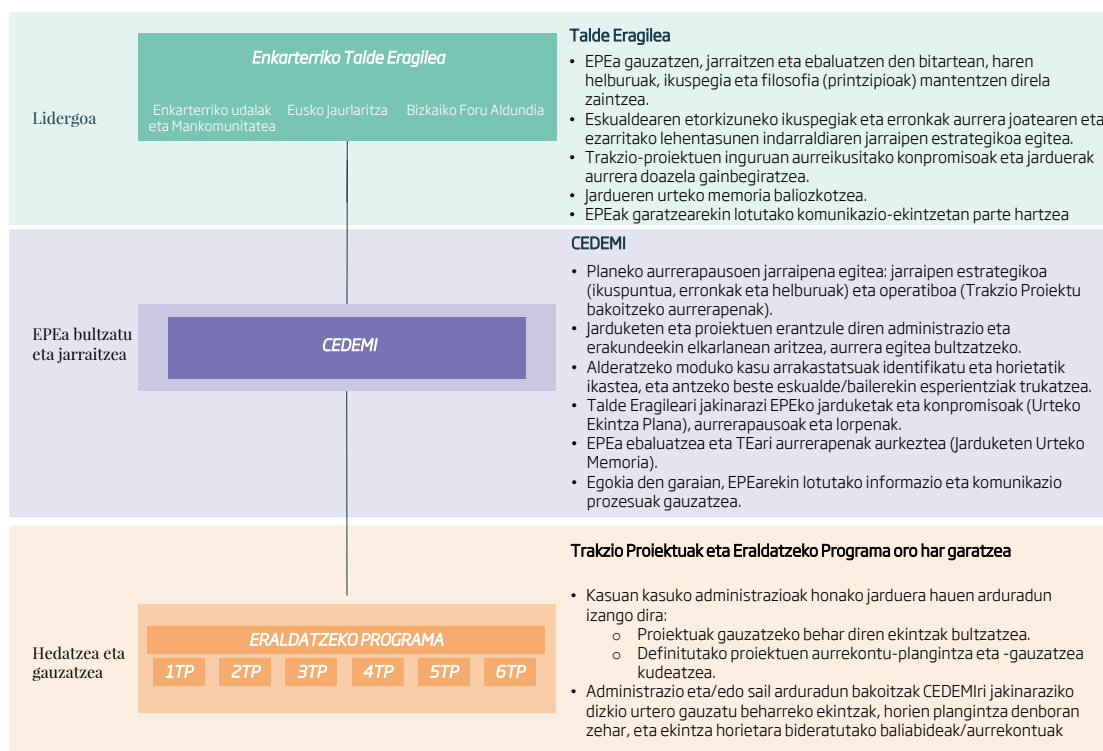 Lidergoa
Enkarterriko Talde Eragilea
Enkarterriko udalak
eta Mankomunitatea
Eusko Jaurlaritza
Bizkaiko Foru Aldundia
Talde Eragilea
• EPEa gauzatzen, jarraitzen eta ebaluatzen den bitartean, haren
helburuak, ikuspegia eta filosofia (printzipioak) mantentzen direla
zaintzea.
• Eskualdearen etorkizuneko ikuspegiak eta erronkak aurrera joatearen eta
ezarritako lehentasunen indarraldiaren jarraipen estrategikoa egitea.
• Trakzio-proiektuen inguruan aurreikusitako konpromisoak eta jarduerak
aurrera doazela gainbegiratzea.
• Jardueren urteko memoria baliozkotzea.
• EPEak garatzearekin lotutako komunikazio-ekintzetan parte hartzea
EPEa bultzatu
eta jarraitzea
CEDEMI
CEDEMI
• Planeko aurrerapausoen jarraipena egitea: jarraipen estrategikoa
(ikuspuntua, erronkak eta helburuak) eta operatiboa (Trakzio Proiektu
bakoitzeko aurrerapenak).
• Jarduketen eta proiektuen erantzule diren administrazio eta
erakundeekin elkarlanean aritzea, aurrera egitea bultzatzeko.
• Alderatzeko moduko kasu arrakastatsuak identifikatu eta horietatik
ikastea, eta antzeko beste eskualde/bailerekin esperientziak trukatzea.
• Talde Eragileari jakinarazi EPEko jarduketak eta konpromisoak (Urteko
Ekintza Plana), aurrerapausoak eta lorpenak.
• EPEa ebaluatzea eta TEari aurrerapenak aurkeztea (Jarduketen Urteko
Memoria).
• Egokia den garaian, EPEarekin lotutako informazio eta komunikazio
prozesuak gauzatzea.
Hedatzea eta
gauzatzea
ERALDATZEKO PROGRAMA
1TP 2TP 3TP 4TP 5TP 6TP
Trakzio Proiektuak eta Eraldatzeko Programa oro har garatzea
• Kasuan kasuko administrazioak honako jarduera hauen arduradun
izango dira:
o Proiektuak gauzatzeko behar diren ekintzak bultzatzea.
o Definitutako proiektuen aurrekontu-plangintza eta -gauzatzea
kudeatzea.
• Administrazio eta/edo sail arduradun bakoitzak CEDEMIri jakinaraziko
dizkio urtero gauzatu beharreko ekintzak, horien plangintza denboran
zehar, eta ekintza horietara bideratutako baliabideak/aurrekontuak